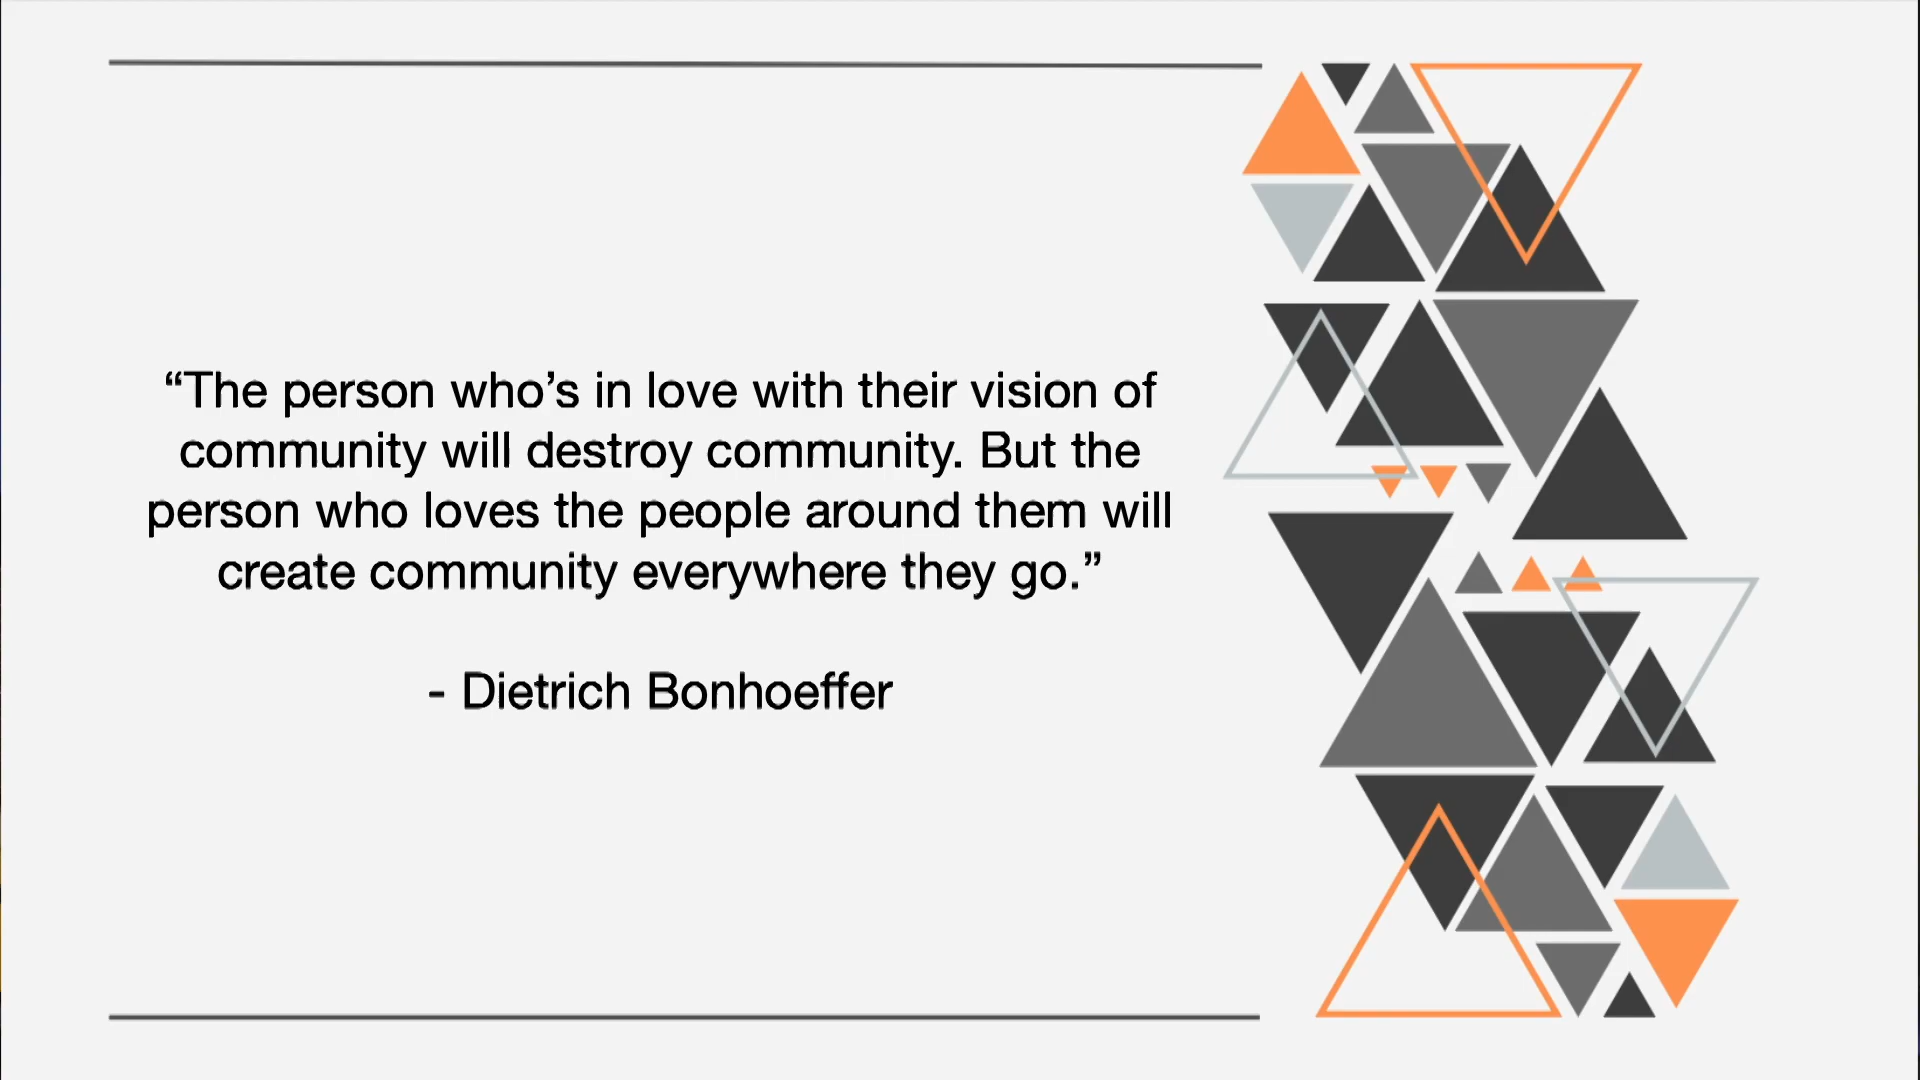 “The person who’s in love with their vision of
community will destroy community. But the
person who loves the people around them will
create community everywhere they go.”
- Dietrich Bonhoeffer